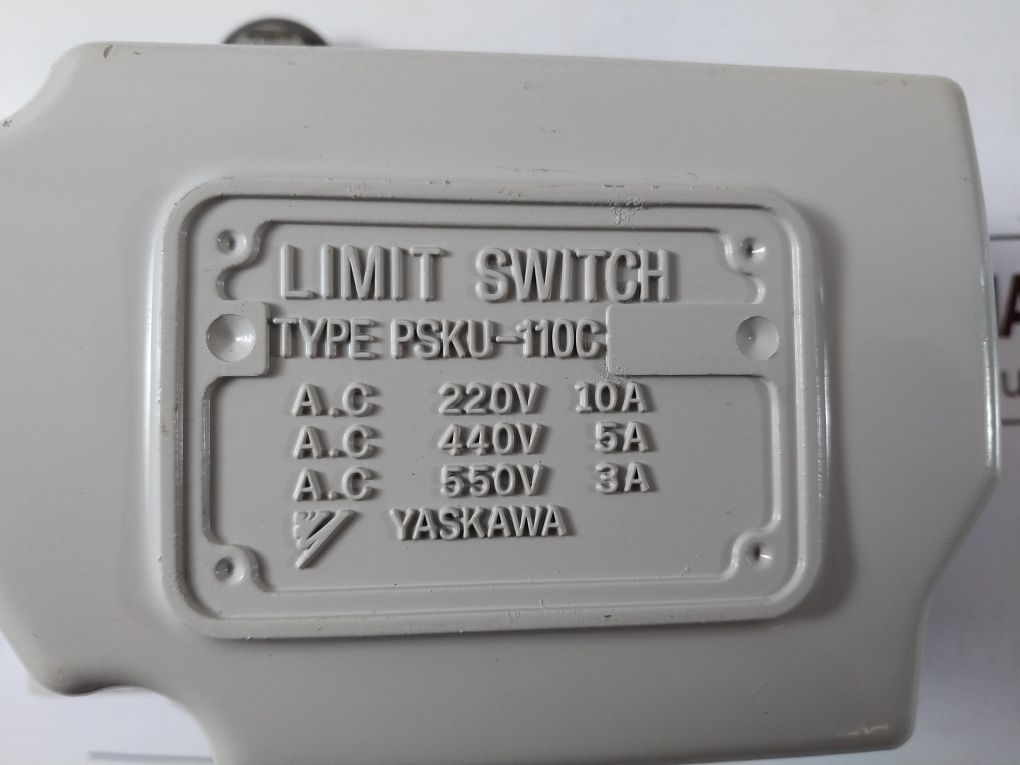 LIMIT SWITCH
TYPE PSKU-110C
A.C 220V 10A
A.C 440V 5A
A.C 550V 3A
YASKAWA